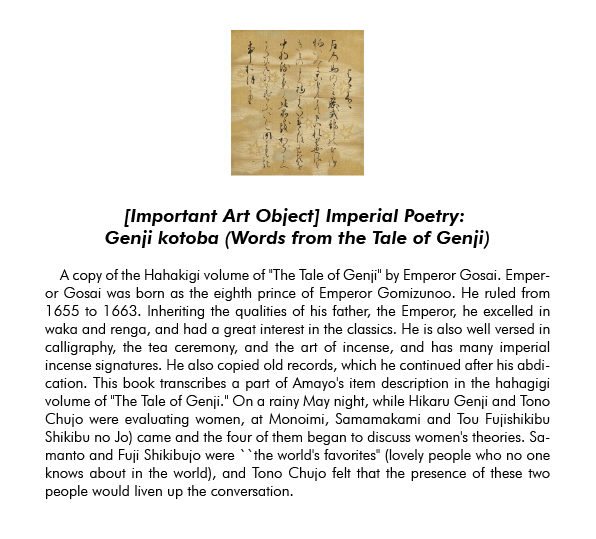 [Important Art Object] Imperial Poetry:
Genji kotoba (Words from the Tale of Genji)
A copy of the Hahakigi volume of "The Tale of Genji" by Emperor Gosai. Emper-
or Gosai was born as the eighth prince of Emperor Gomizunoo. He ruled from
1655 to 1663. Inheriting the qualities of his father, the Emperor, he excelled in
waka and renga, and had a great interest in the classics. He is also well versed in
calligraphy, the tea ceremony, and the art of incense, and has many imperial
incense signatures. He also copied old records, which he continued after his abdi-
cation. This book transcribes a part of Amayo's item description in the hahagigi
volume of "The Tale of Genji." On a rainy May night, while Hikaru Genji and Tono
Chujo were evaluating women, at Monoimi, Samamakami and Tou Fujishikibu
Shikibu no Jo) came and the four of them began to discuss women's theories. Sa-
manto and Fuji Shikibujo were ``the world's favorites" (lovely people who no one
knows about in the world), and Tono Chujo felt that the presence of these two
people would liven up the conversation.